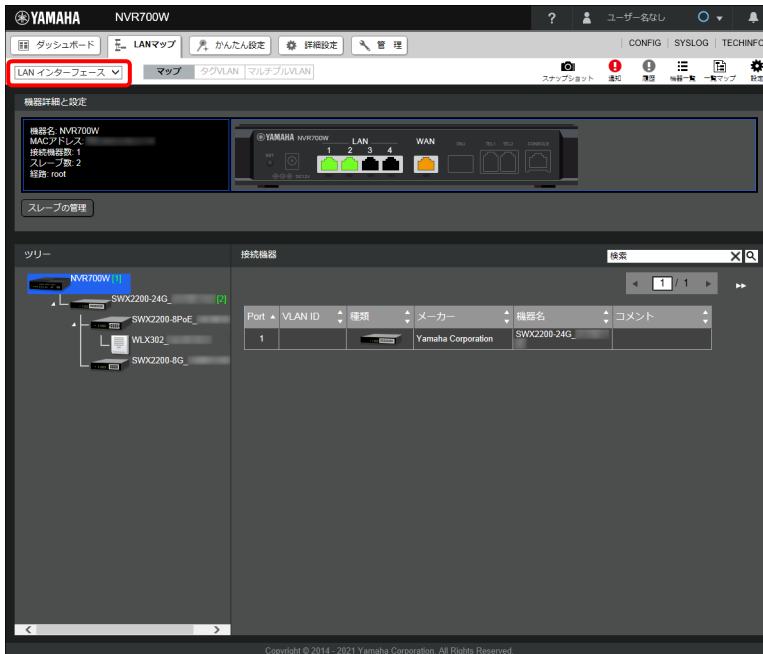 YAMAHA NVR700W ? ユーザー名なし
ダッシュボード LANマップ かんたん設定 詳細設定 管 理 CONFIG SYSLOG TECHINFO
LAN インターフェース マップ タグVLAN マルチプルVLAN スナップショット 通知 履歴 機器一覧 一覧マップ 設定
機器詳細と設定
機器名: NVR700W
MACアドレス:
接続機器数: 1
スレーブ数: 2
経路: root
YAMAHA NVR700W LAN WAN
1 2 3 4
スレーブの管理
ツリー 接続機器 検索
NVR700W [1] 1 / 1
SWX2200-24G_ [2]
SWX2200-8PoE_
WLX302_
SWX2200-8G_
Port VLAN ID 種類 メーカー 機器名 コメント
1 Yamaha Corporation SWX2200-24G_
Copyright © 2014 - 2021 Yamaha Corporation. All Rights Reserved.